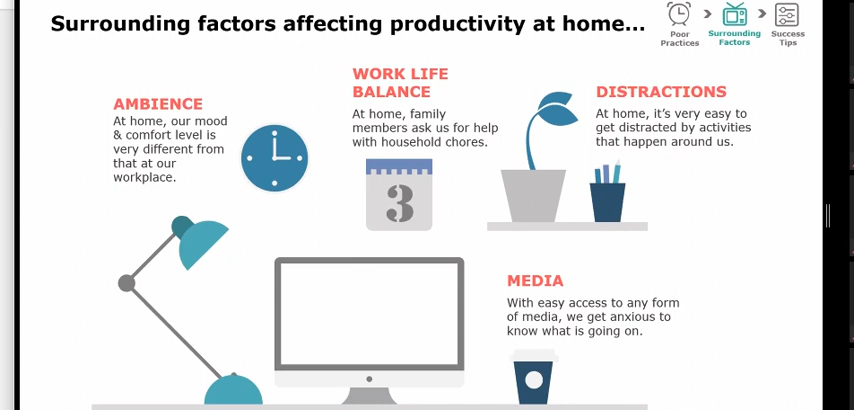 Surrounding factors affecting productivity at home...
Poor
Practices
Surrounding
Factors
Success
Tips
AMBIENCE
At home, our mood
& comfort level is
very different from
that at our
workplace.
WORK LIFE
BALANCE
At home, family
members ask us for help
with household chores.
3
DISTRACTIONS
At home, it's very easy to
get distracted by activities
that happen around us.
MEDIA
With easy access to any form
of media, we get anxious to
know what is going on.